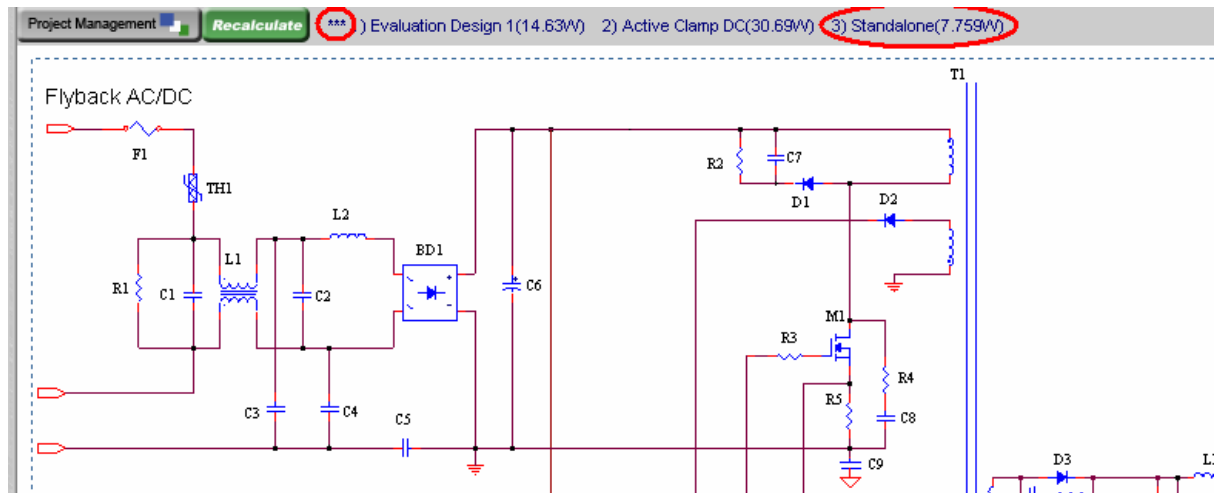 Project Management Recalculate *** ) Evaluation Design 1(14.63W) 2) Active Clamp DC(30.69W) 3) Standalone(7.759W)
T1
Flyback AC/DC
F1
R2 C7
TH1
D1 D2
L2
L1 BD1
R1 C1 C2 C6
M1
R3
R4
R5
C3 C4 C5 C8
C9
D3